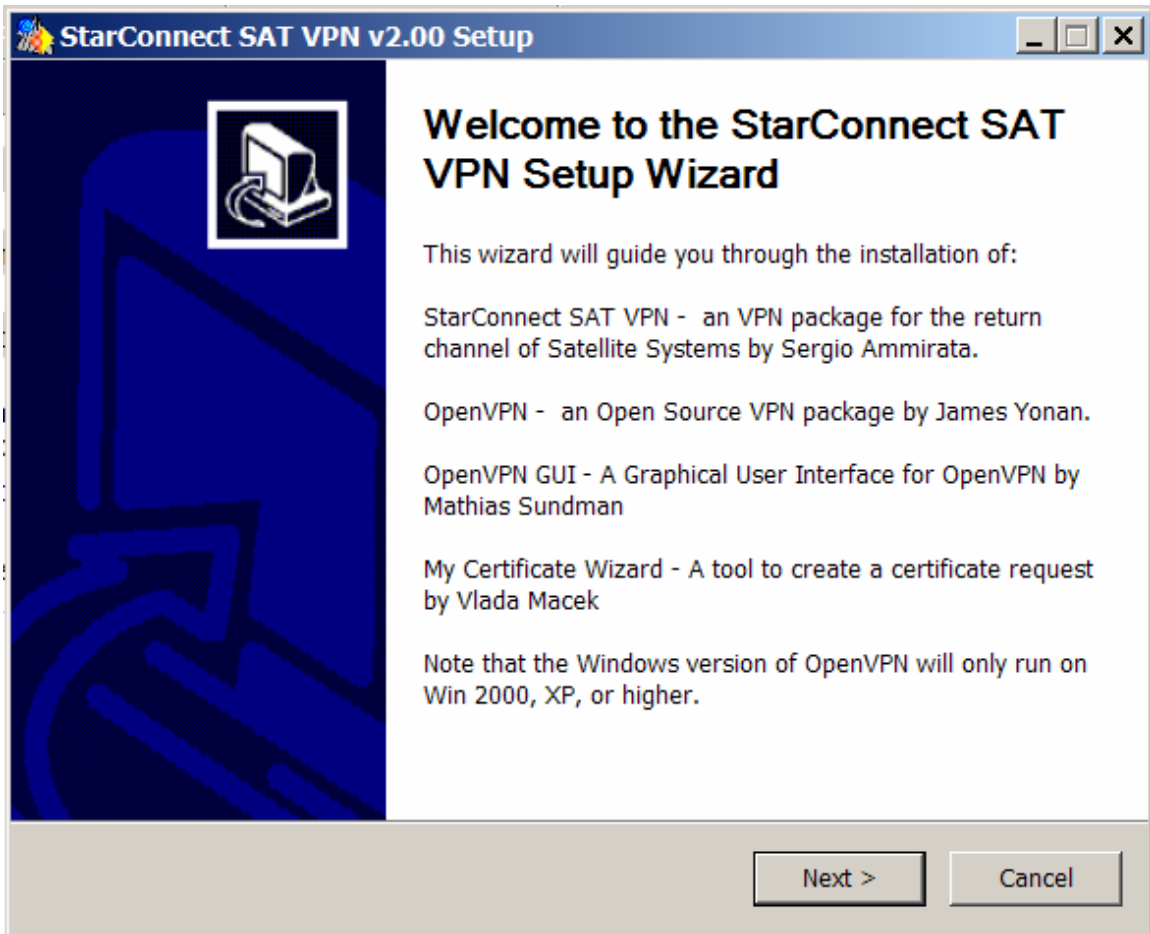 StarConnect SAT VPN v2.00 Setup
Welcome to the StarConnect SAT
VPN Setup Wizard
This wizard will guide you through the installation of:
StarConnect SAT VPN -  an VPN package for the return
channel of Satellite Systems by Sergio Ammirata.
OpenVPN -  an Open Source VPN package by James Yonan.
OpenVPN GUI - A Graphical User Interface for OpenVPN by
Mathias Sundman
My Certificate Wizard - A tool to create a certificate request
by Vlada Macek
Note that the Windows version of OpenVPN will only run on
Win 2000, XP, or higher.
Next >
Cancel